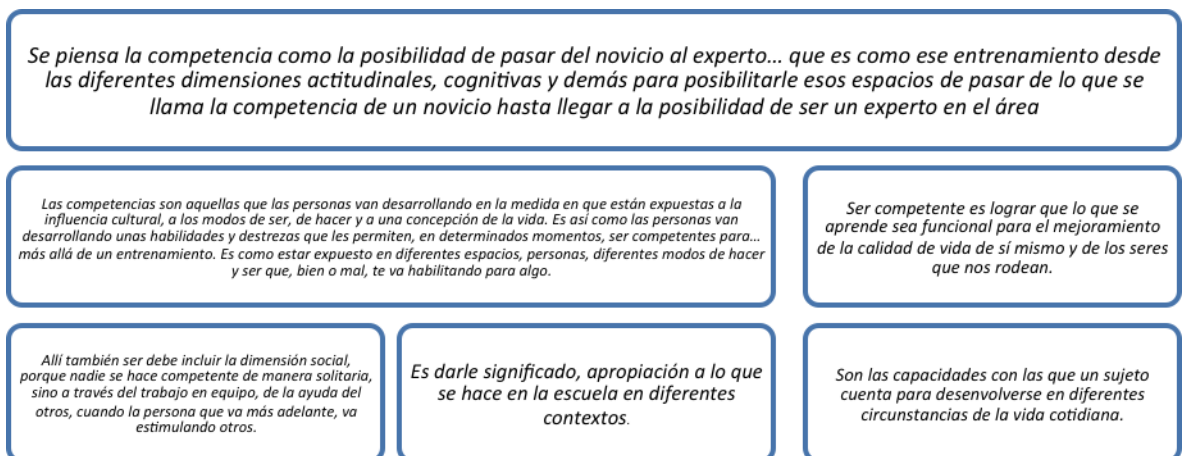 Se piensa la competencia como la posibilidad de pasar del novicio al experto... que es como ese entrenamiento desde
las diferentes dimensiones actitudinales, cognitivas y demás para posibilitarle esos espacios de pasar de lo que se
llama la competencia de un novicio hasta llegar a la posibilidad de ser un experto en el área
Las competencias son aquellas que las personas van desarrollando en la medida en que están expuestas a la
influencia cultural, a los modos de ser, de hacer y a una concepción de la vida. Es así como las personas van
desarrollando unas habilidades y destrezas que les permiten, en determinados momentos, ser competentes para...
más allá de un entrenamiento. Es como estar expuesto en diferentes espacios, personas, diferentes modos de hacer
y ser que, bien o mal, te va habilitando para algo.
Ser competente es lograr que lo que se
aprende sea funcional para el mejoramiento
de la calidad de vida de sí mismo y de los seres
que nos rodean.
Allí también ser debe incluir la dimensión social,
porque nadie se hace competente de manera solitaria,
sino a través del trabajo en equipo, de la ayuda del
otros, cuando la persona que va más adelante, va
estimulando otros.
Es darle significado, apropiación a lo que
se hace en la escuela en diferentes
contextos.
Son las capacidades con las que un sujeto
cuenta para desenvolverse en diferentes
circunstancias de la vida cotidiana.